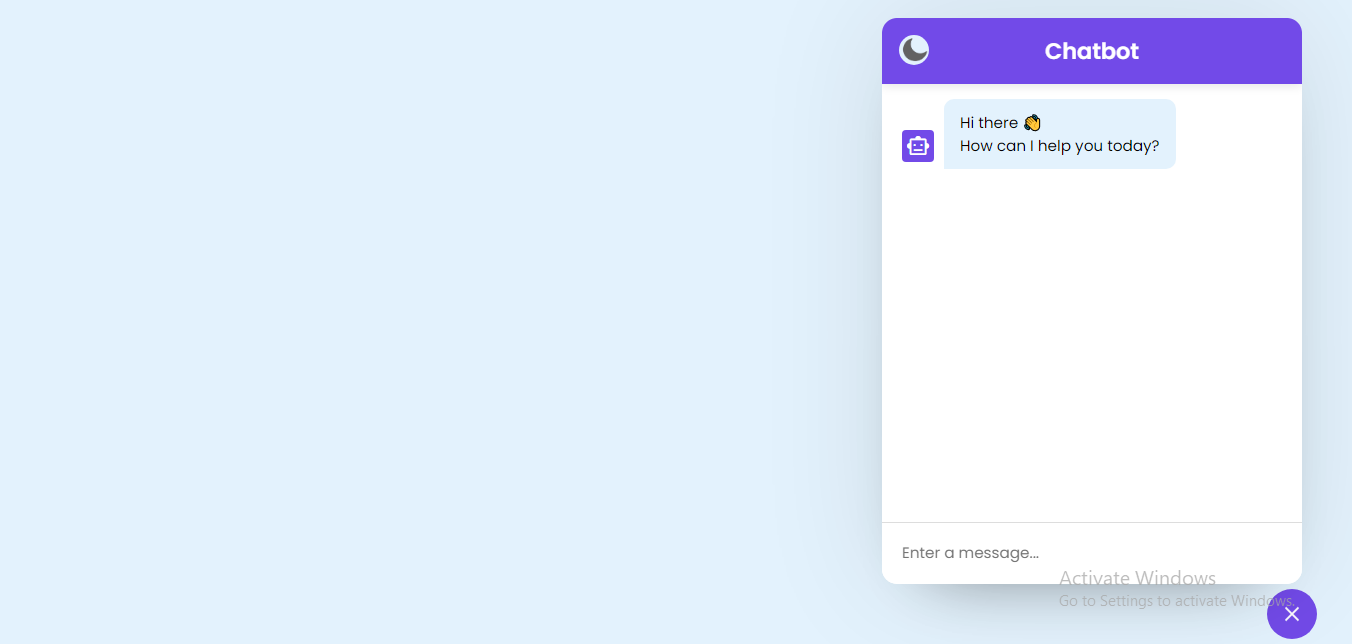 Chatbot
Hi there 👋
How can I help you today?
Enter a message...
Activate Windows
Go to Settings to activate Windows.